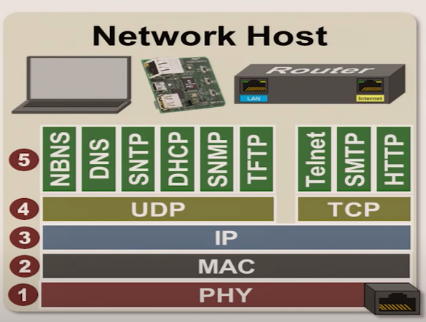 Network Host
Router
LAN
Internet
5 NBNS DNS SNTP DHCP SNMP TFTP Telnet SMTP HTTP
4 UDP TCP
3 IP
2 MAC
1 PHY